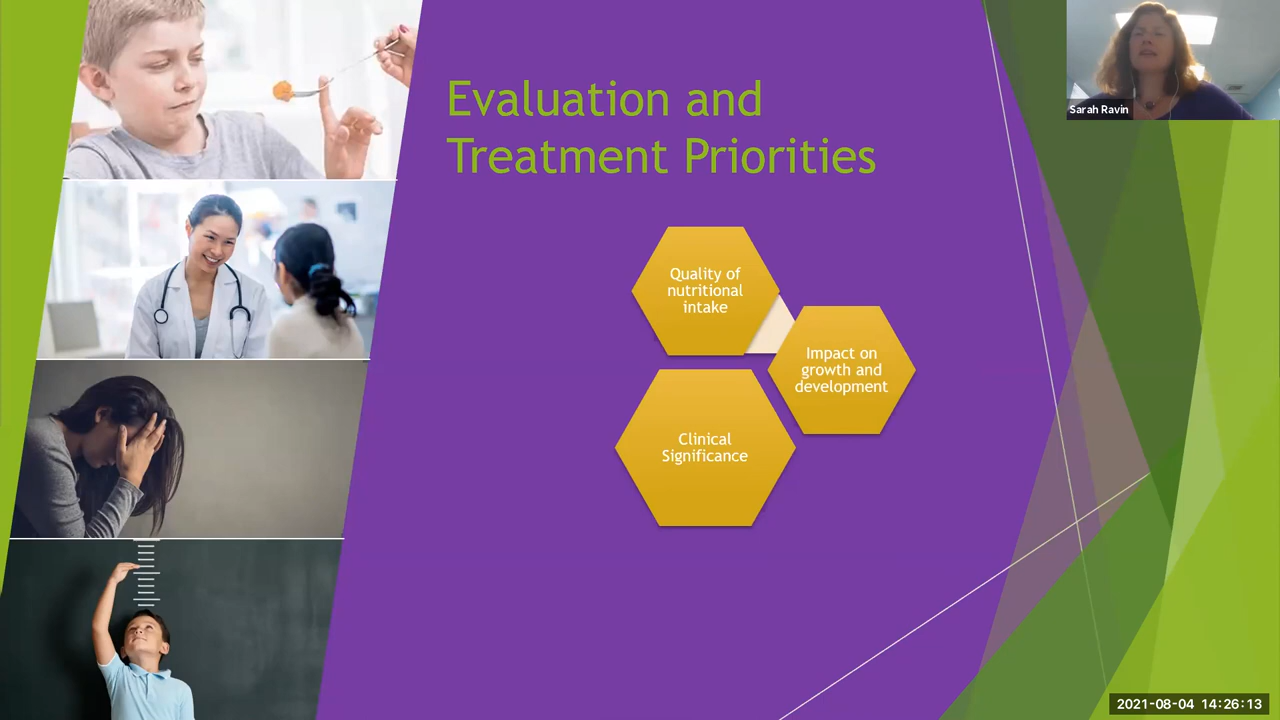 Evaluation and
Treatment Priorities
Quality of
nutritional
intake
Impact on
growth and
development
Clinical
Significance
Sarah Ravin
2021-08-04 14:26:13